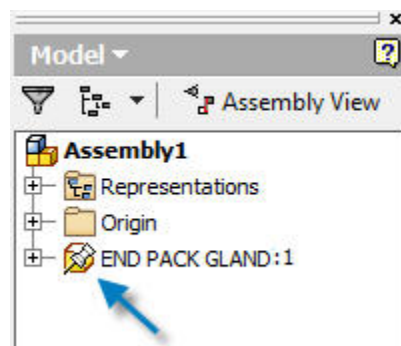 Model
Assembly View
Assembly1
Representations
Origin
END PACK GLAND:1